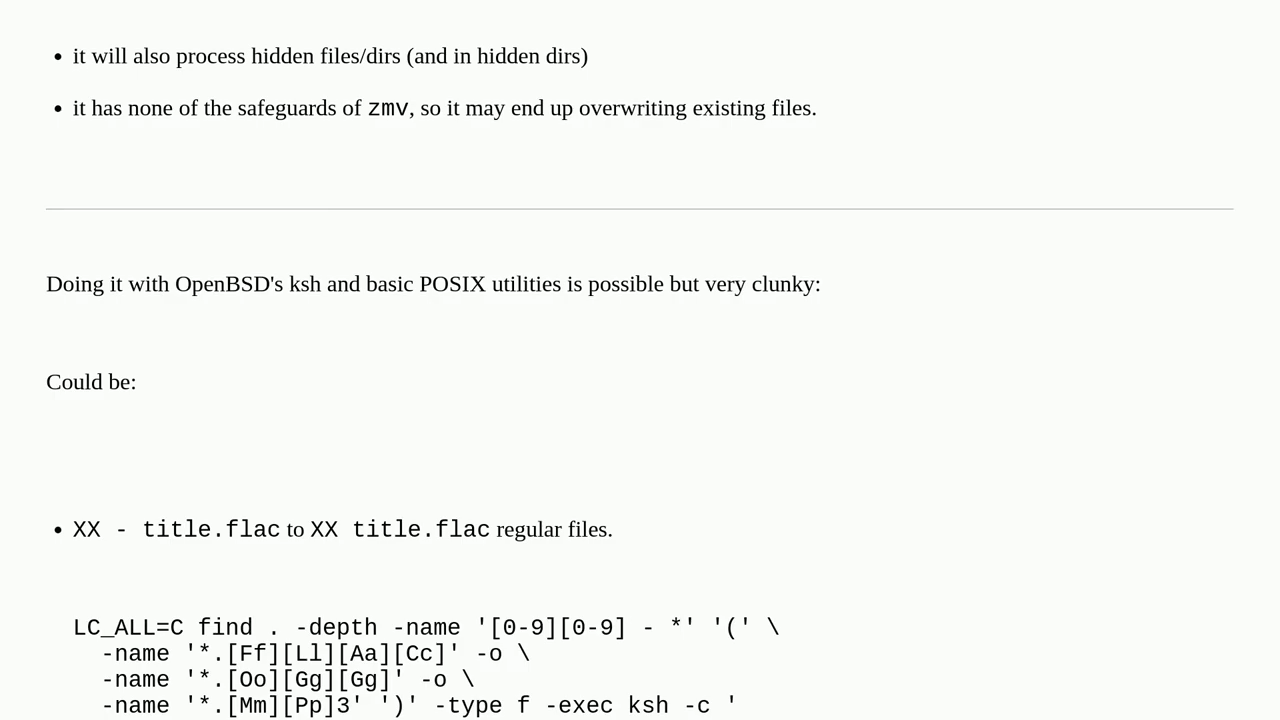 • it will also process hidden files/dirs (and in hidden dirs)
• it has none of the safeguards of zmv, so it may end up overwriting existing files.
Doing it with OpenBSD's ksh and basic POSIX utilities is possible but very clunky:
Could be:
• XX - title.flac to XX title.flac regular files.
LC_ALL=C find . -depth -name '[0-9][0-9] - *' '(' \
  -name '*.[Ff][Ll][Aa][Cc]' -o \
  -name '*.[Oo][Gg][Gg]' -o \
  -name '*.[Mm][Pp]3' ')' -type f -exec ksh -c '